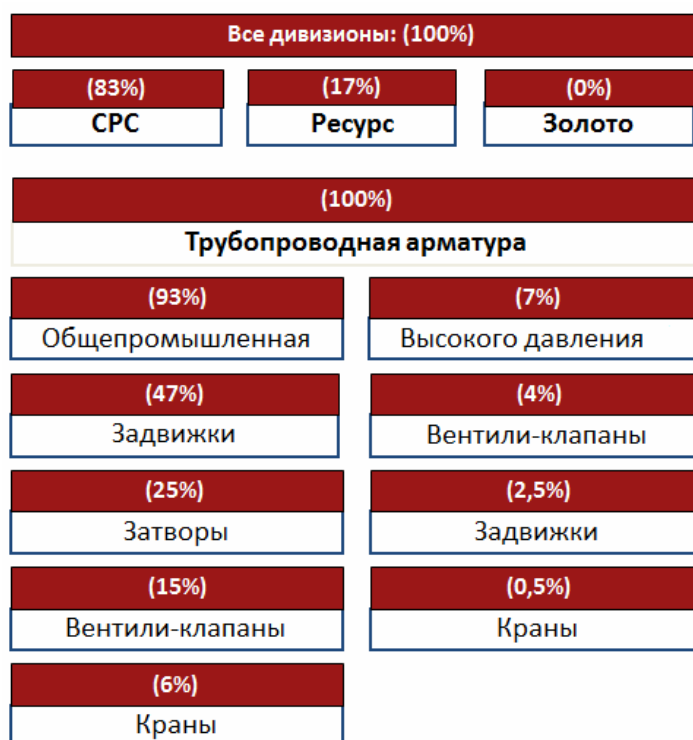 Все дивизионы: (100%)
(83%) (17%) (0%)
СРС Ресурс Золото
(100%)
Трубопроводная арматура
(93%) (7%)
Общепромышленная Высокого давления
(47%) (4%)
Задвижки Вентили-клапаны
(25%) (2,5%)
Затворы Задвижки
(15%) (0,5%)
Вентили-клапаны Краны
(6%)
Краны